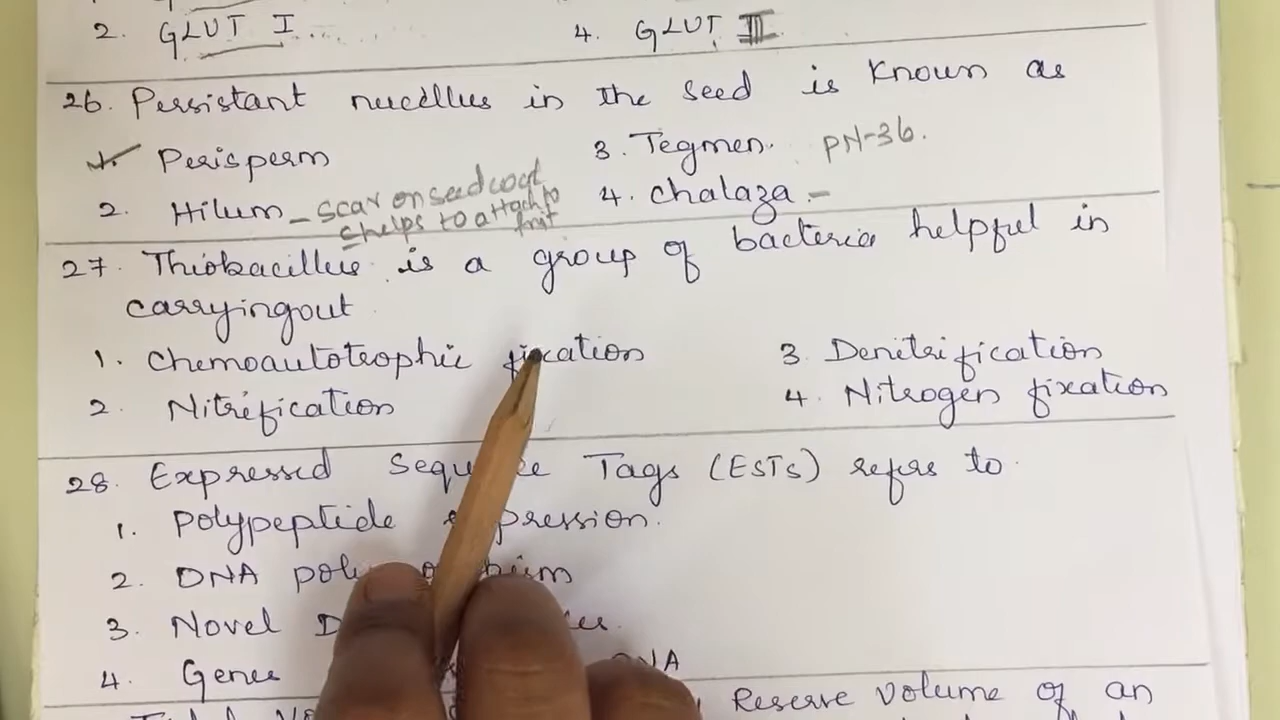 2. GLUT I
4. GLUT III
26. Persistant nucellus in the seed is known as
1. Perisperm
3. Tegmen. PN-36.
2. Hilum - scar on seed coat
& helps to attach to
fruit
4. chalaza -
27. Thiobacillus is a group of bacteria helpful in
carryingout
1. Chemoautotrophic fixation
3. Denitrification
2. Nitrification
4. Nitrogen fixation
28. Expressed Sequence Tags (ESTs) refers to
1. Polypeptide expression.
2. DNA
3. Novel
4. Genes
Reserve volume of an